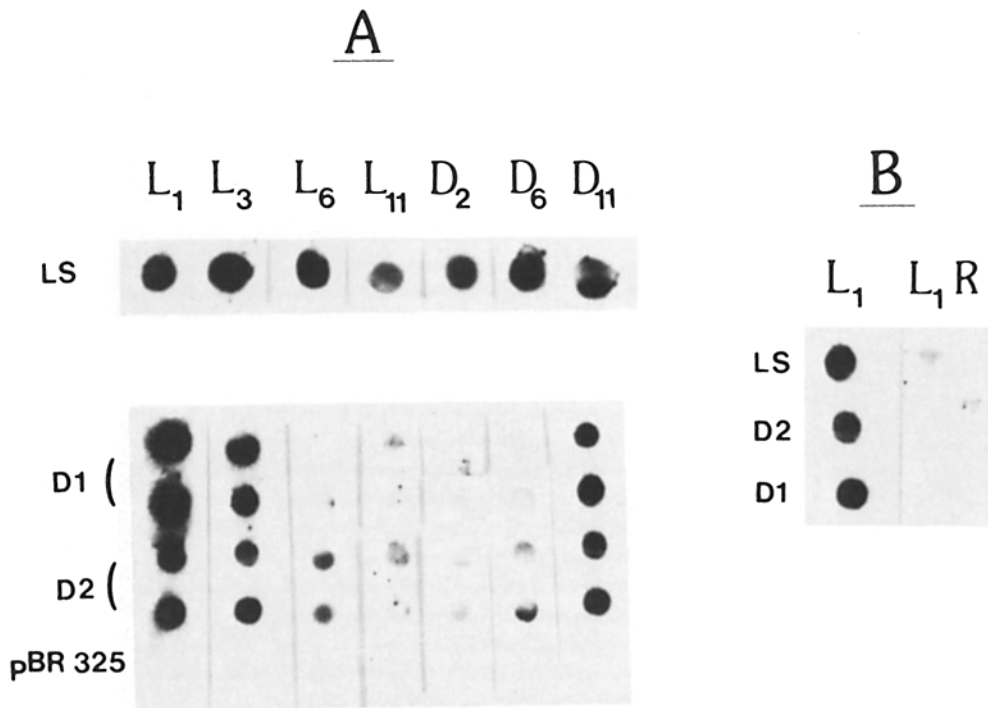 A
L₁ L₃ L₆ L₁₁ D₂ D₆ D₁₁
LS
D1 (
D2 (
pBR 325
B
L₁ L₁R
LS
D2
D1